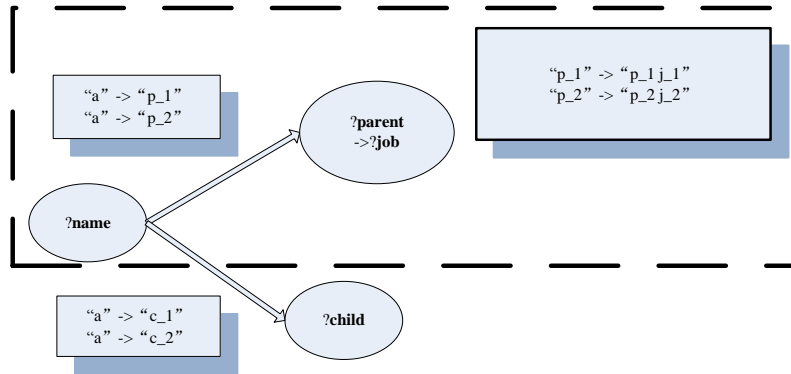 “p_1” -> “p_1 j_1”
“p_2” -> “p_2 j_2”
“a” -> “p_1”
“a” -> “p_2”
?parent
->?job
?name
“a” -> “c_1”
“a” -> “c_2”
?child